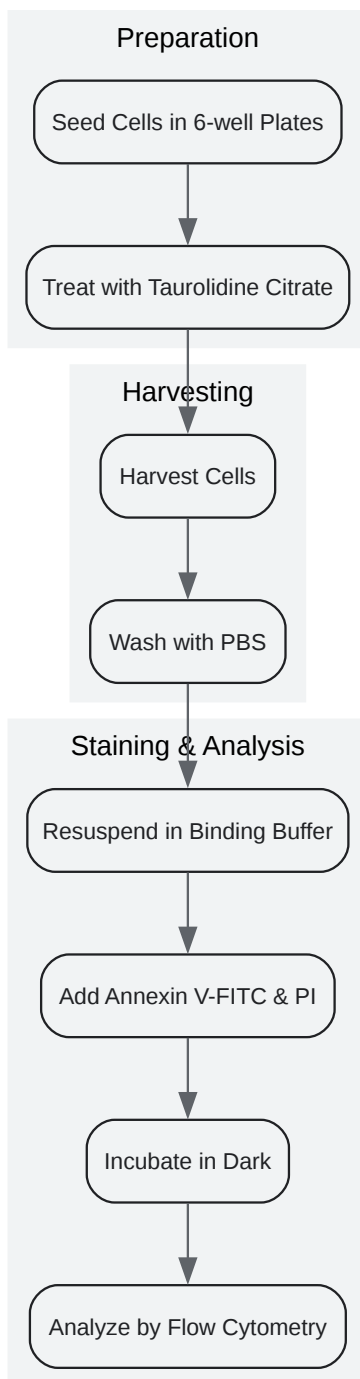 Preparation
Seed Cells in 6-well Plates
Treat with Taurolidine Citrate
Harvesting
Harvest Cells
Wash with PBS
Staining & Analysis
Resuspend in Binding Buffer
Add Annexin V-FITC & PI
Incubate in Dark
Analyze by Flow Cytometry